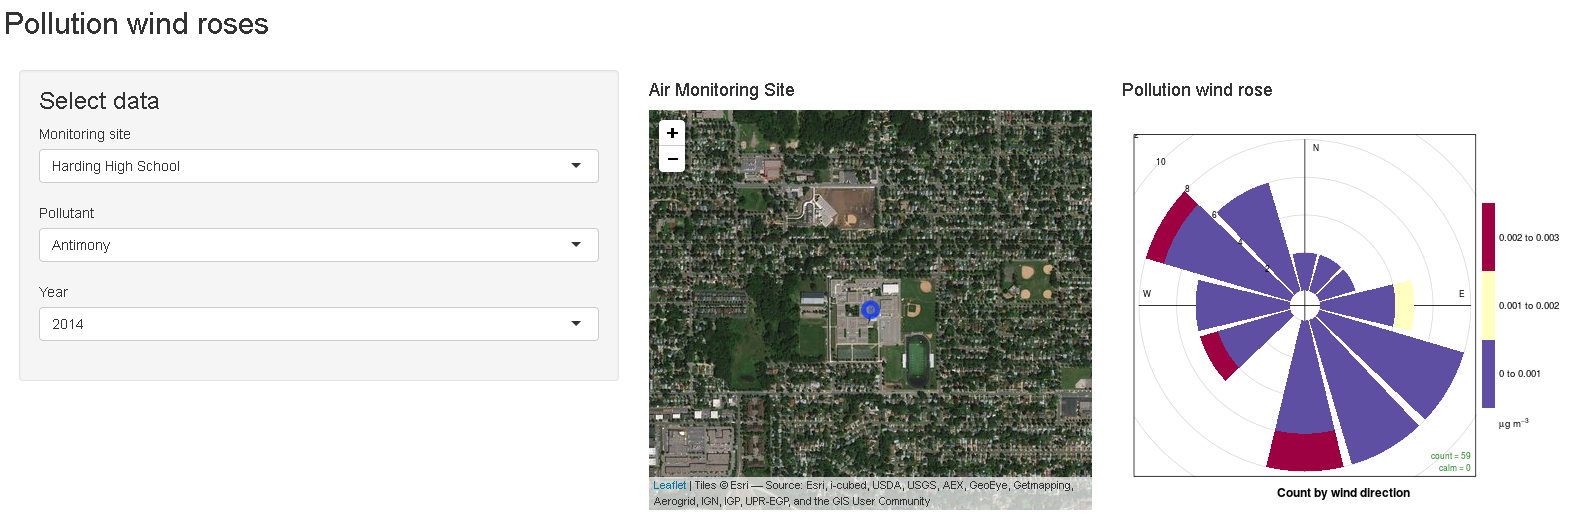 Pollution wind roses
Select data
Monitoring site
Harding High School
Pollutant
Antimony
Year
2014
Air Monitoring Site
+
−
Leaflet | Tiles © Esri — Source: Esri, i-cubed, USDA, USGS, AEX, GeoEye, Getmapping,
Aerogrid, IGN, IGP, UPR-EGP, and the GIS User Community
Pollution wind rose
N
10
8
6
4
2
W
E
0.002 to 0.003
0.001 to 0.002
0 to 0.001
µg m⁻³
count = 59
calm = 0
Count by wind direction